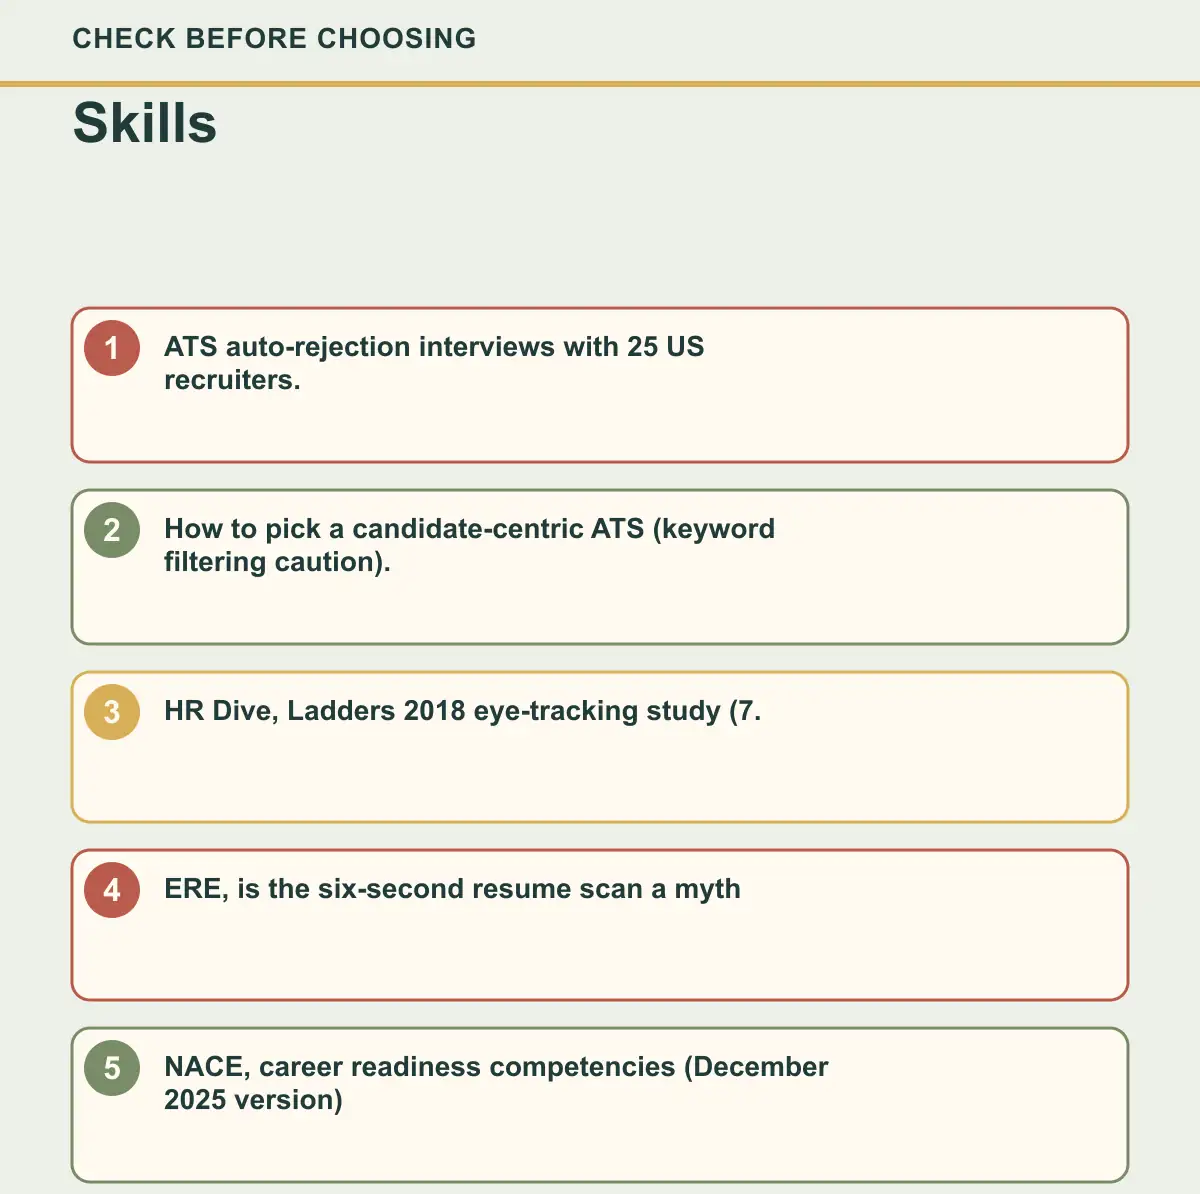 CHECK BEFORE CHOOSING
Skills
1
ATS auto-rejection interviews with 25 US
recruiters.
2
How to pick a candidate-centric ATS (keyword
filtering caution).
3
HR Dive, Ladders 2018 eye-tracking study (7.
4
ERE, is the six-second resume scan a myth
5
NACE, career readiness competencies (December
2025 version)